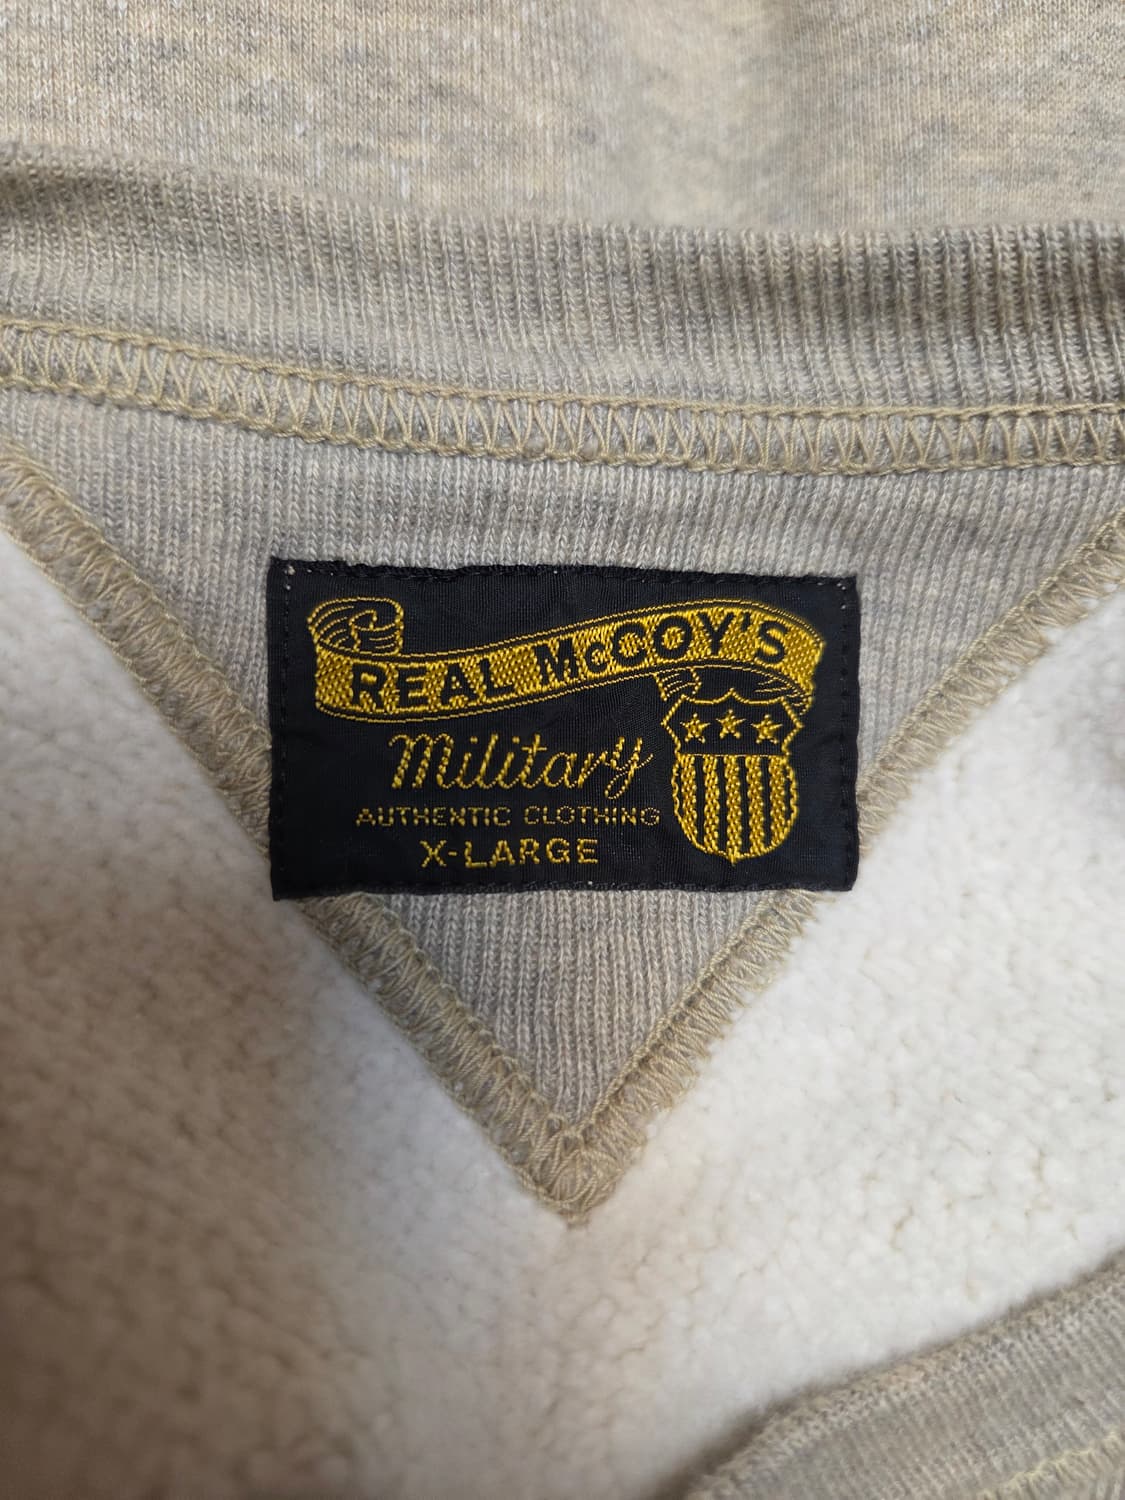 REAL McCOY'S
Military
AUTHENTIC CLOTHING
X-LARGE